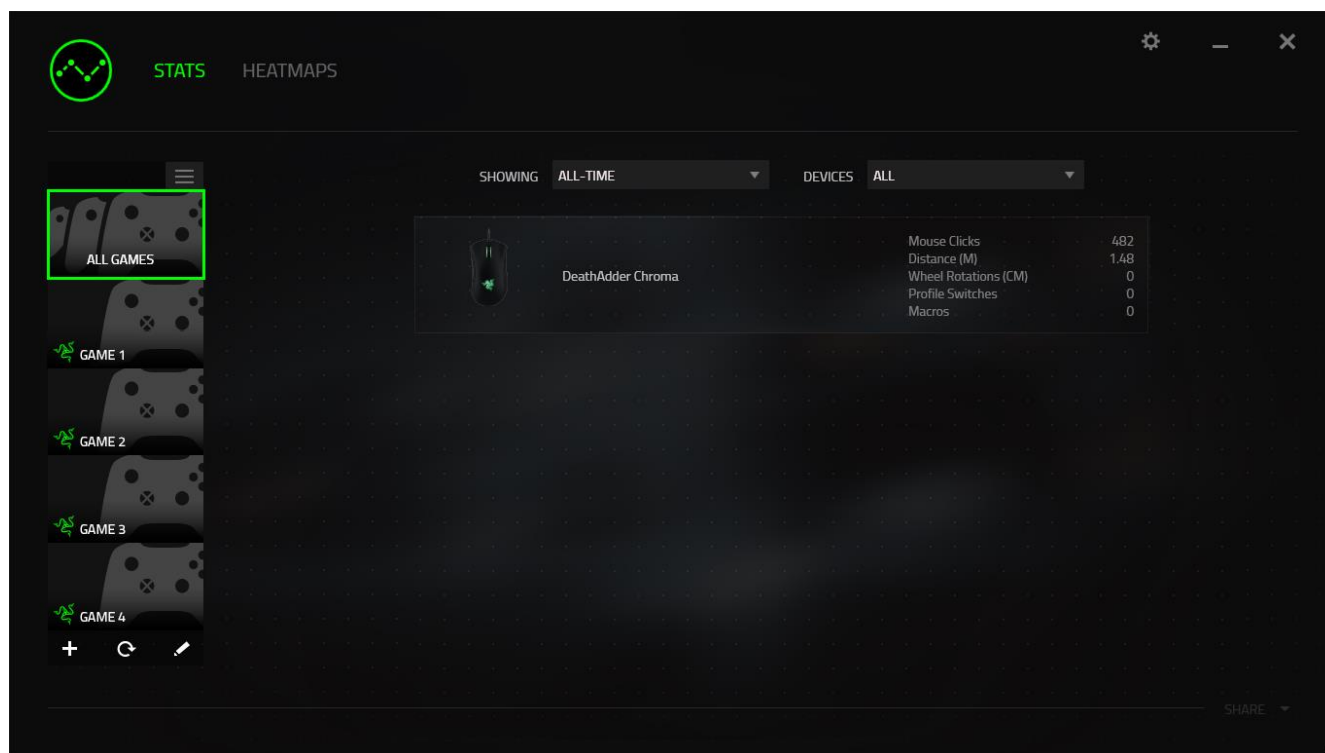 STATS HEATMAPS
SHOWING ALL-TIME DEVICES ALL
ALL GAMES
GAME 1
GAME 2
GAME 3
GAME 4
DeathAdder Chroma
Mouse Clicks 482
Distance (M) 1.48
Wheel Rotations (CM) 0
Profile Switches 0
Macros 0
SHARE